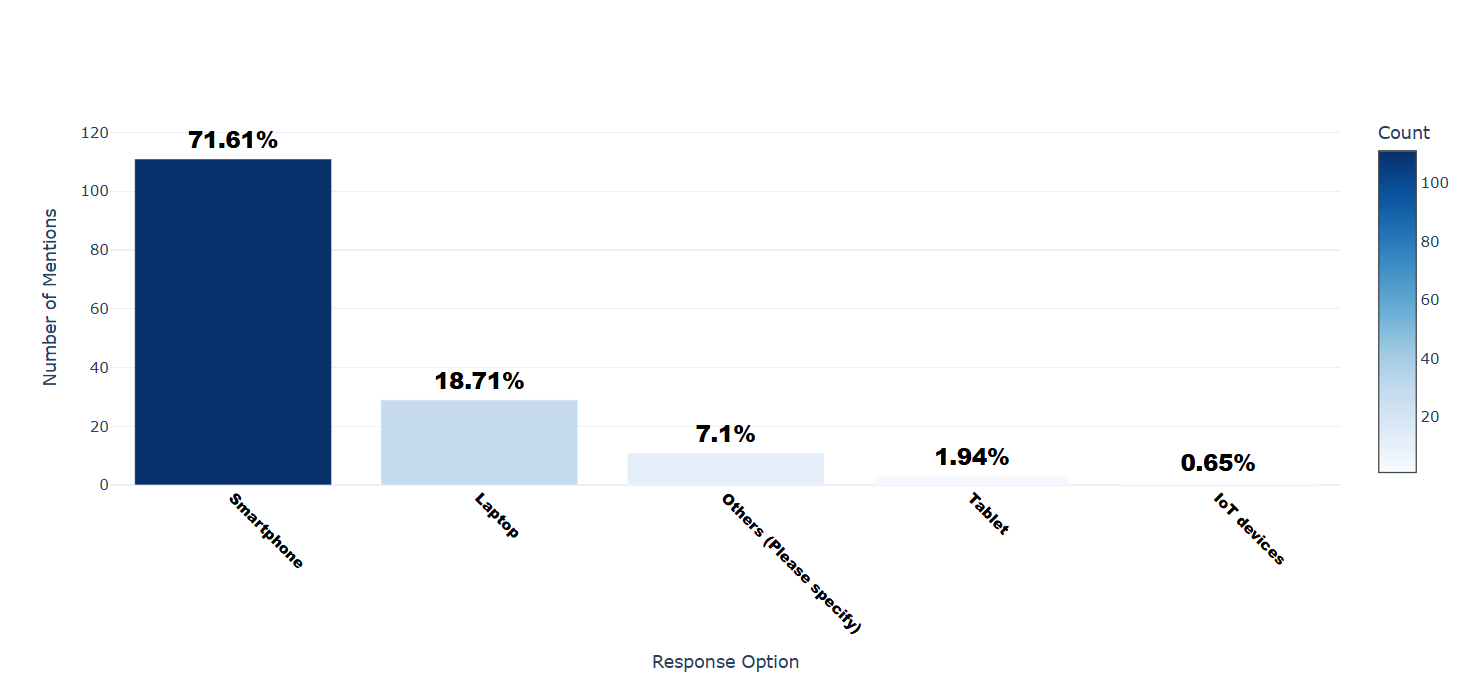 Count
120
100
80
60
40
20
0
Number of Mentions
71.61%
18.71%
7.1%
1.94%
0.65%
Smartphone
Laptop
Others (Please specify)
Tablet
IoT devices
Response Option
100
80
60
40
20